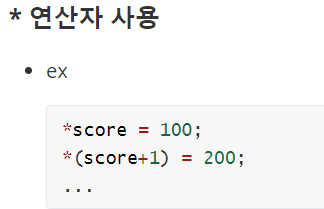 * 연산자 사용
• ex
*score = 100;
*(score+1) = 200;
...